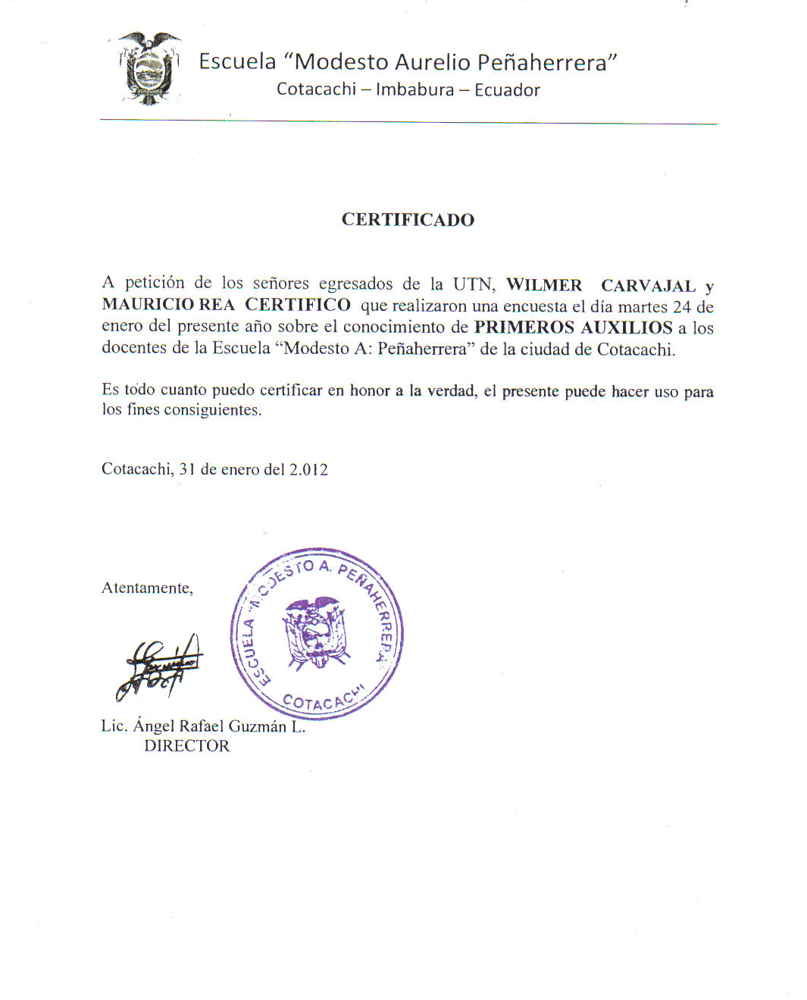 Escuela “Modesto Aurelio Peñaherrera”
Cotacachi – Imbabura – Ecuador
CERTIFICADO
A petición de los señores egresados de la UTN, WILMER CARVAJAL y
MAURICIO REA CERTIFICO que realizaron una encuesta el día martes 24 de
enero del presente año sobre el conocimiento de PRIMEROS AUXILIOS a los
docentes de la Escuela “Modesto A: Peñaherrera” de la ciudad de Cotacachi.
Es todo cuanto puedo certificar en honor a la verdad, el presente puede hacer uso para
los fines consiguientes.
Cotacachi, 31 de enero del 2.012
Atentamente,
ESCUELA "MODESTO A. PEÑAHERRERA"
COTACACHI
Lic. Ángel Rafael Guzmán L.
DIRECTOR